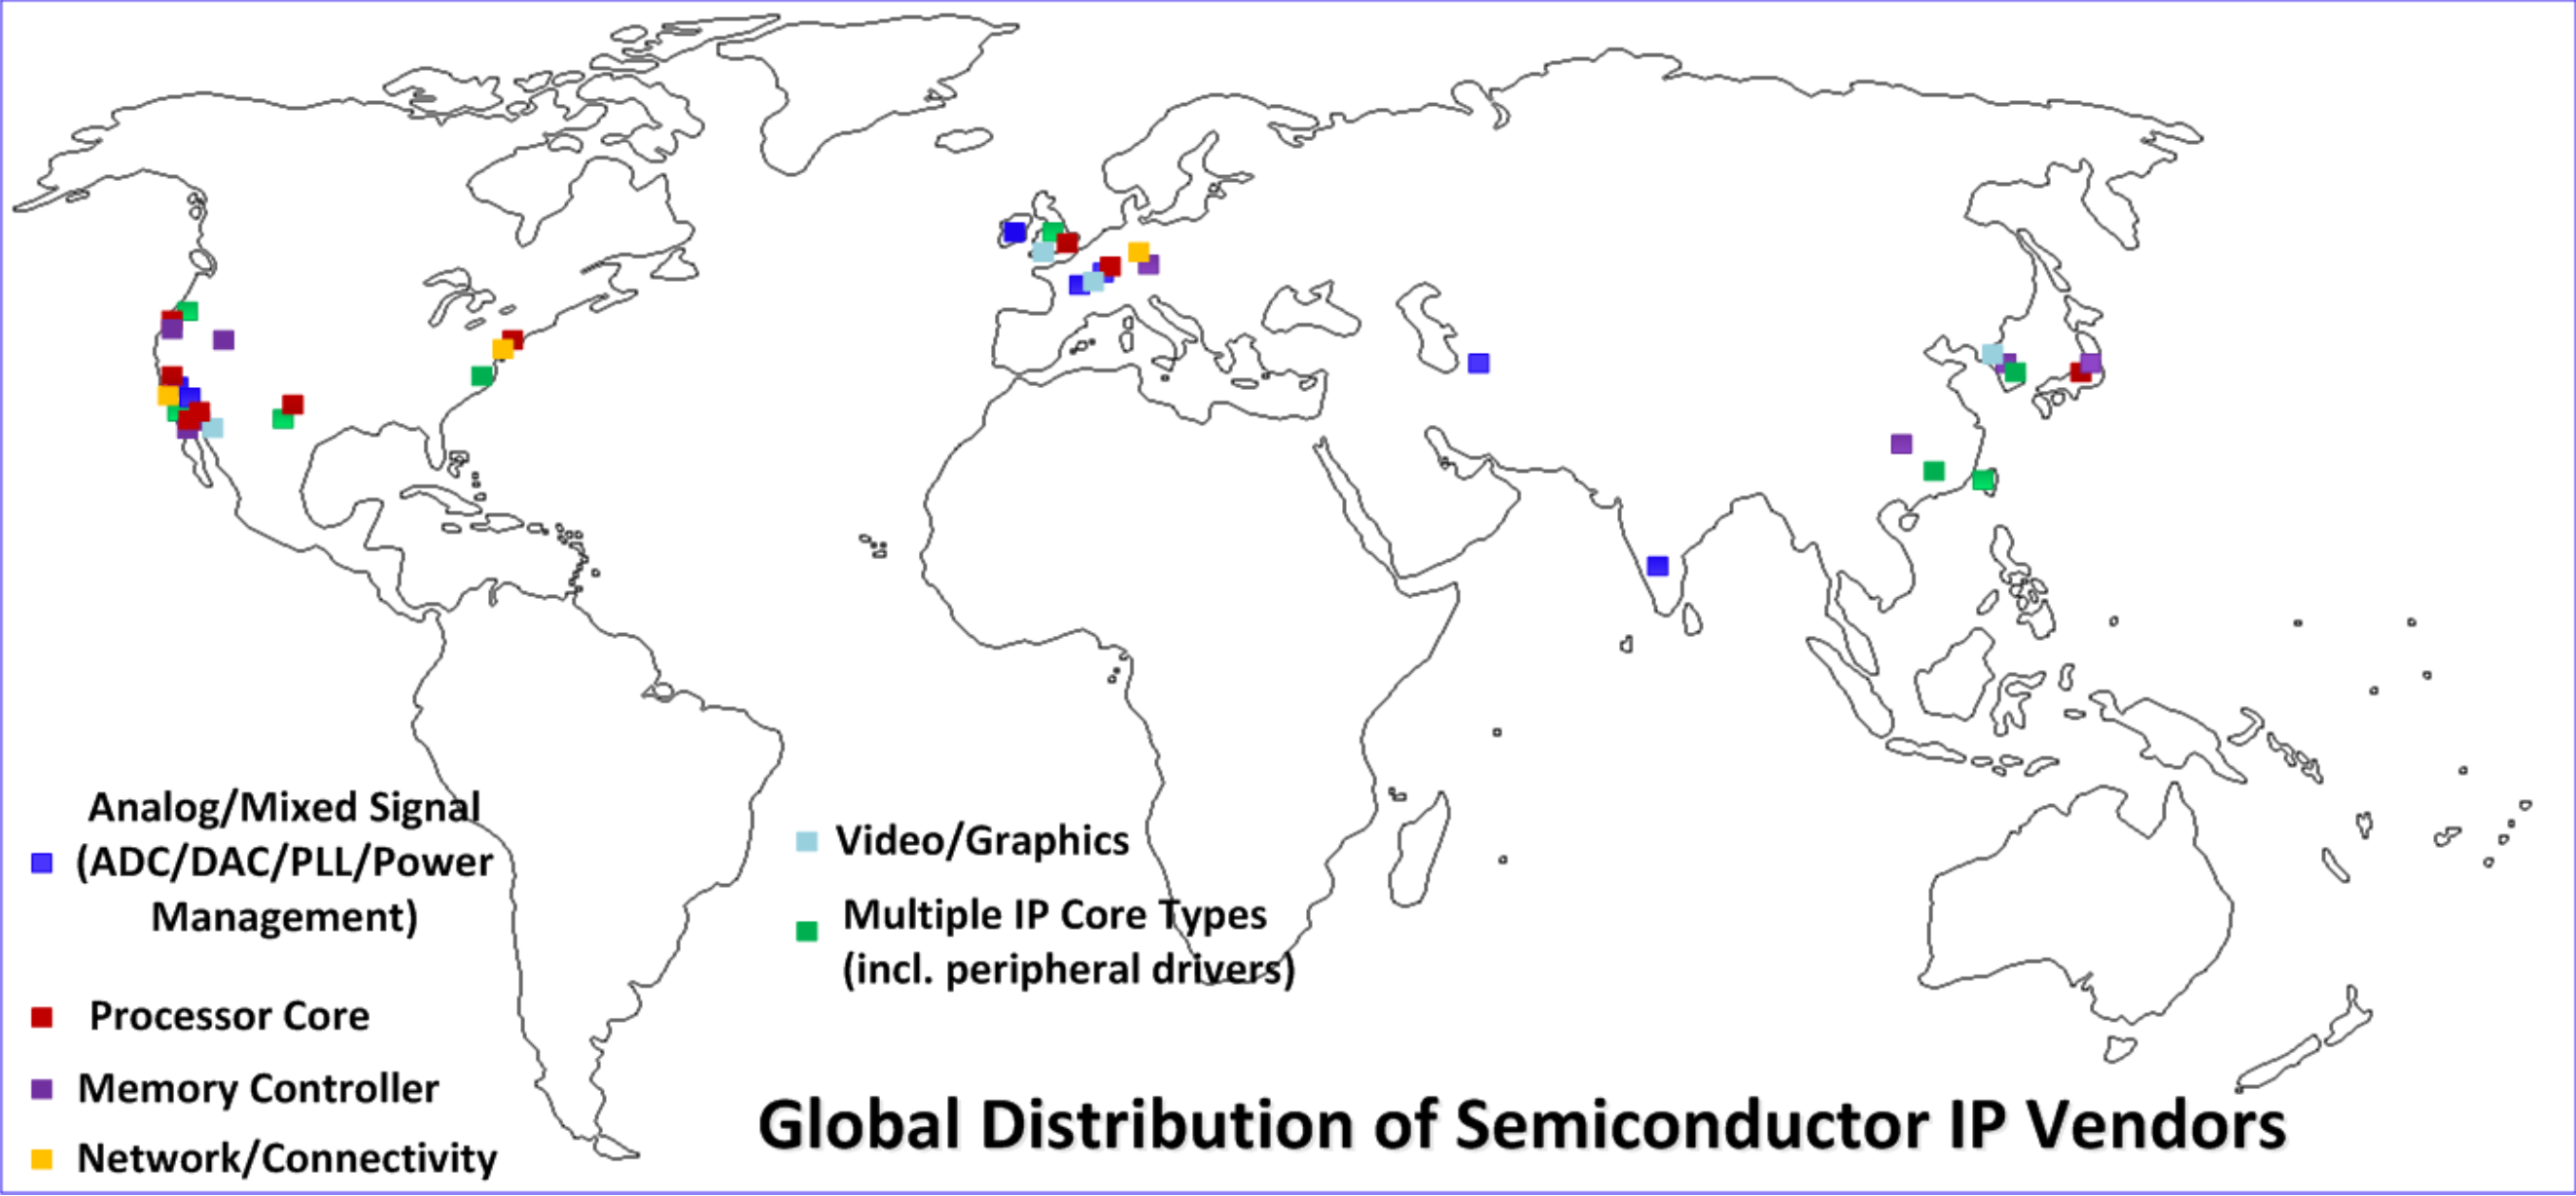 Analog/Mixed Signal
(ADC/DAC/PLL/Power
Management)
Processor Core
Memory Controller
Network/Connectivity
Video/Graphics
Multiple IP Core Types
(incl. peripheral drivers)
Global Distribution of Semiconductor IP Vendors